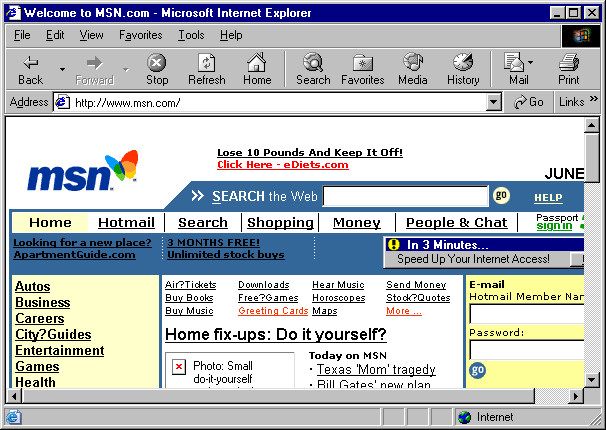 Welcome to MSN.com - Microsoft Internet Explorer
File Edit View Favorites Tools Help
Back Forward Stop Refresh Home Search Favorites Media History Mail Print
Address http://www.msn.com/ Go Links »
Lose 10 Pounds And Keep It Off!
Click Here - eDiets.com
msn
JUNE
» SEARCH the Web go HELP
Home Hotmail Search Shopping Money People & Chat Passport
sign in
Looking for a new place? 3 MONTHS FREE! In 3 Minutes...
ApartmentGuide.com Unlimited stock buys Speed Up Your Internet Access!
Autos
Business
Careers
City?Guides
Entertainment
Games
Health
Air?Tickets Downloads Hear Music Send Money
Buy Books Free?Games Horoscopes Stock?Quotes
Buy Music Greeting Cards Maps More ...
Home fix-ups: Do it yourself?
Photo: Small
do-it-yourself
Today on MSN
· Texas 'Mom' tragedy
· Bill Gates' new plan
E-mail
Hotmail Member Nam
Password:
go
Internet